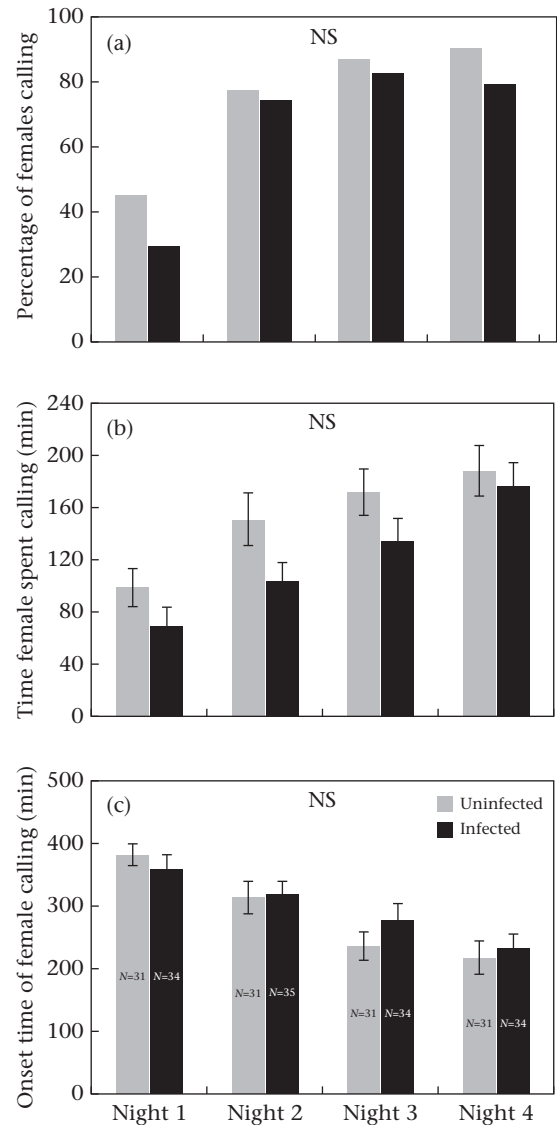 (a)
NS
Percentage of females calling
100
80
60
40
20
0
(b)
NS
Time female spent calling (min)
240
200
160
120
80
40
0
(c)
NS
Onset time of female calling (min)
500
400
300
200
100
0
Uninfected
Infected
N=31 N=34
N=31 N=35
N=31 N=34
N=31 N=34
Night 1 Night 2 Night 3 Night 4